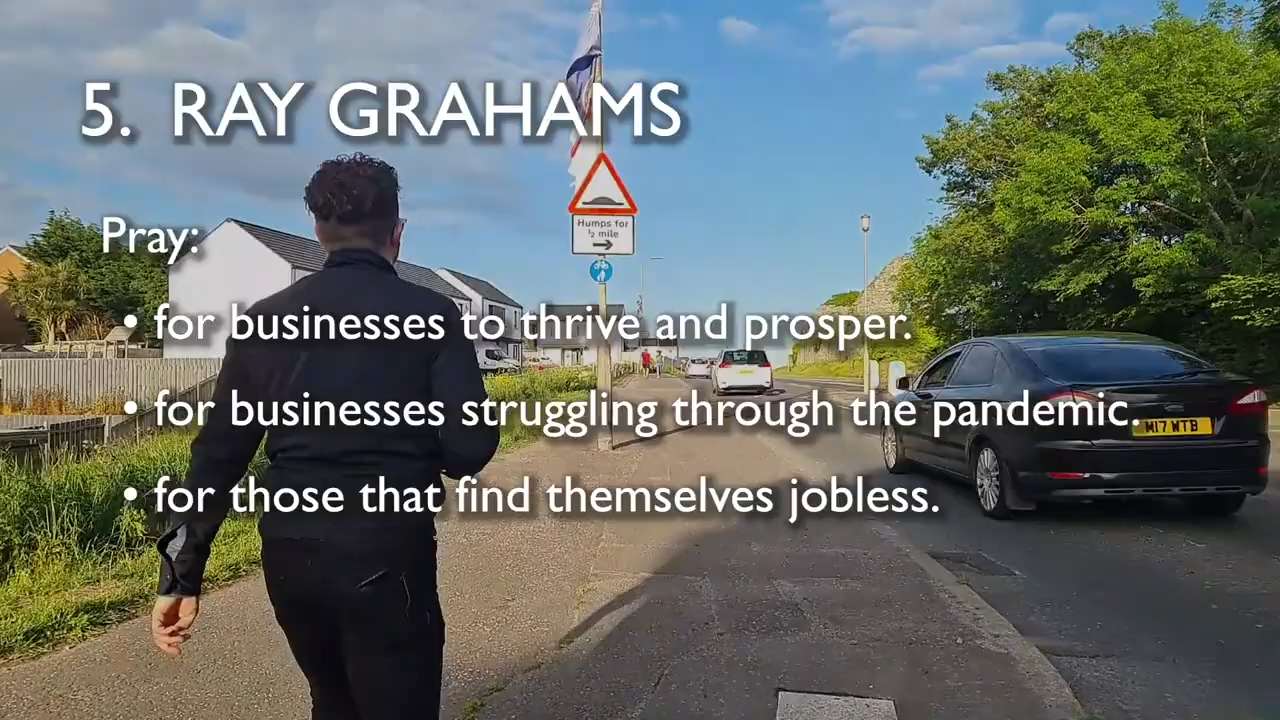 5. RAY GRAHAMS
Humps for
½ mile
Pray:
• for businesses to thrive and prosper.
• for businesses struggling through the pandemic.
M17 WTB
• for those that find themselves jobless.